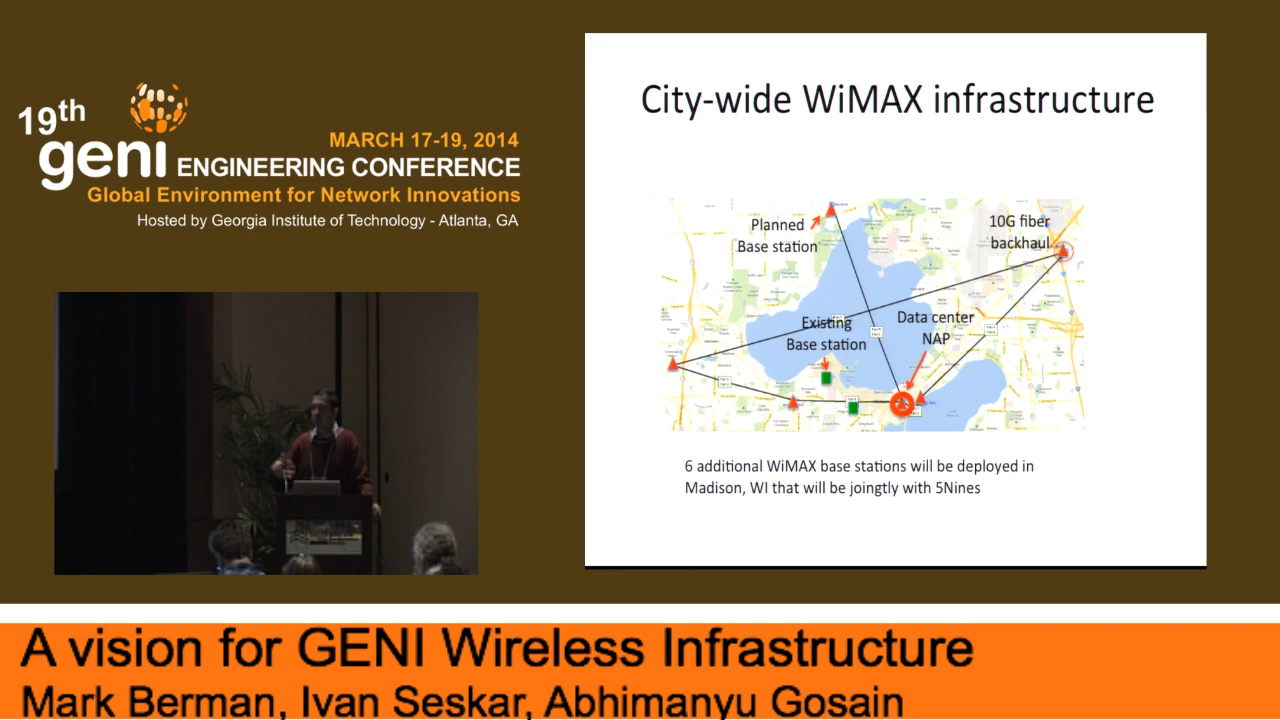 19th
geni ENGINEERING CONFERENCE
MARCH 17-19, 2014
Global Environment for Network Innovations
Hosted by Georgia Institute of Technology - Atlanta, GA
City-wide WiMAX infrastructure
Planned
Base station
10G fiber
backhaul
Existing
Base station
Data center
NAP
6 additional WiMAX base stations will be deployed in
Madison, WI that will be joingtly with 5Nines
A vision for GENI Wireless Infrastructure
Mark Berman, Ivan Seskar, Abhimanyu Gosain